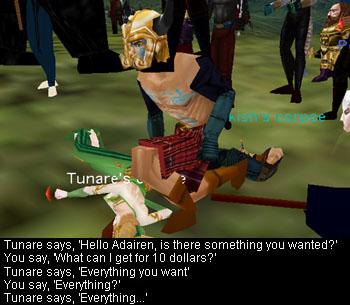 kish's corpse
Tunare's c
Tunare says, 'Hello Adairen, is there something you wanted?'
You say, 'What can I get for 10 dollars?'
Tunare says, 'Everything you want'
You say, 'Everything?'
Tunare says, 'Everything...'